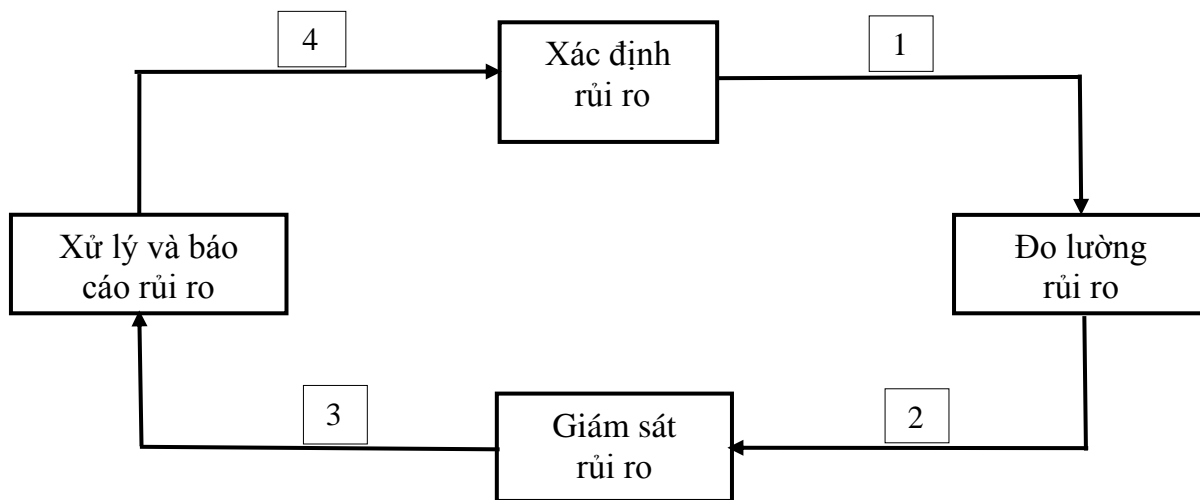 4
Xác định
rủi ro
1
Xử lý và báo
cáo rủi ro
Đo lường
rủi ro
3
Giám sát
rủi ro
2